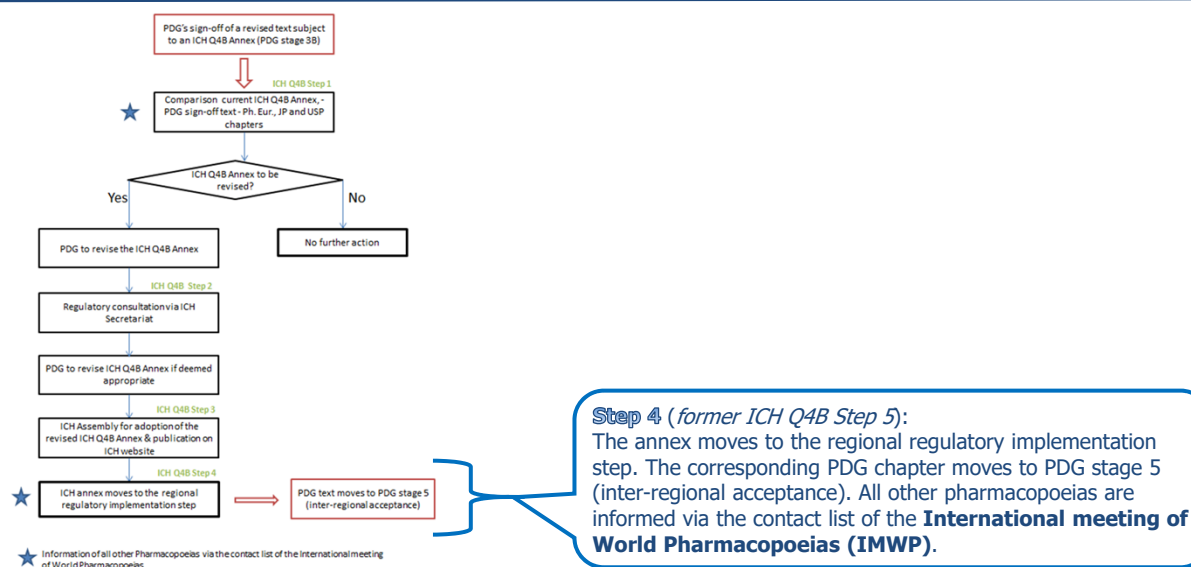 PDG's sign-off of a revised text subject
to an ICH Q4B Annex (PDG stage 3B)
ICH Q4B Step 1
Comparison current ICH Q4B Annex, -
PDG sign-off text - Ph. Eur., JP and USP
chapters
ICH Q4B Annex to be
revised?
Yes
No
PDG to revise the ICH Q4B Annex
No further action
ICH Q4B Step 2
Regulatory consultation via ICH
Secretariat
PDG to revise ICH Q4B Annex if deemed
appropriate
ICH Q4B Step 3
ICH Assembly for adoption of the
revised ICH Q4B Annex & publication on
ICH website
ICH Q4B Step 4
ICH annex moves to the regional
regulatory implementation step
PDG text moves to PDG stage 5
(inter-regional acceptance)
Step 4 (former ICH Q4B Step 5):
The annex moves to the regional regulatory implementation
step. The corresponding PDG chapter moves to PDG stage 5
(inter-regional acceptance). All other pharmacopoeias are
informed via the contact list of the International meeting of
World Pharmacopoeias (IMWP).
Information of all other Pharmacopoeias via the contact list of the International meeting
of World Pharmacopoeias